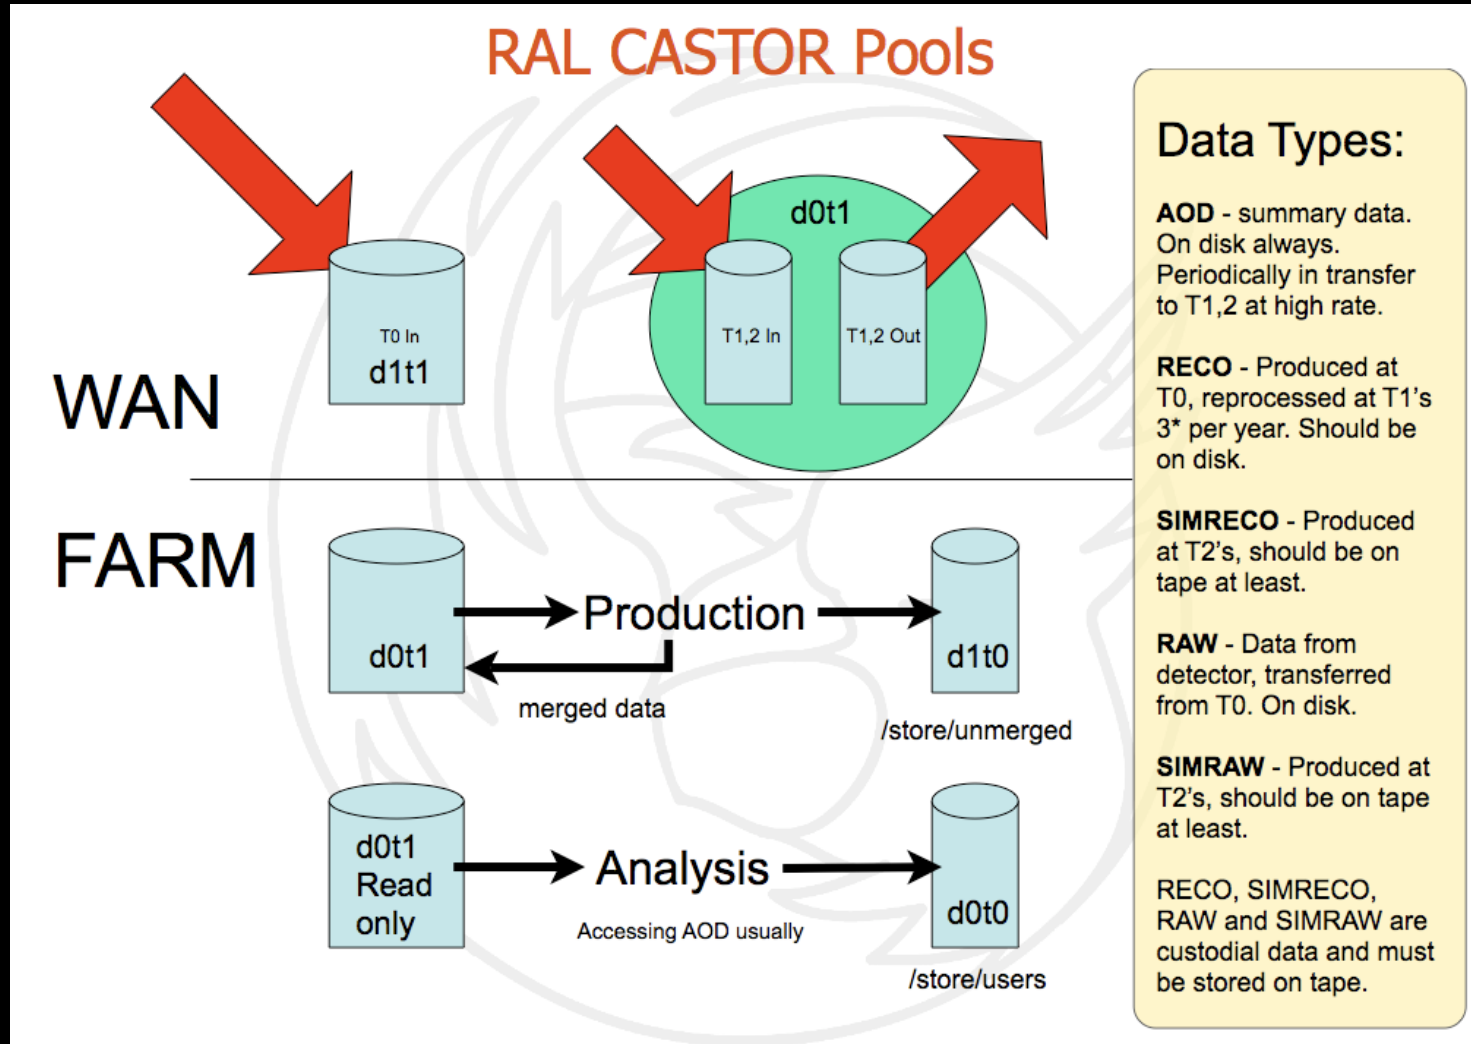 RAL CASTOR Pools
d0t1
T0 In
d1t1
T1,2 In
T1,2 Out
WAN
FARM
d0t1
Production
merged data
d1t0
/store/unmerged
d0t1
Read
only
Analysis
Accessing AOD usually
d0t0
/store/users
Data Types:
AOD - summary data.
On disk always.
Periodically in transfer
to T1,2 at high rate.
RECO - Produced at
T0, reprocessed at T1's
3* per year. Should be
on disk.
SIMRECO - Produced
at T2's, should be on
tape at least.
RAW - Data from
detector, transferred
from T0. On disk.
SIMRAW - Produced at
T2's, should be on tape
at least.
RECO, SIMRECO,
RAW and SIMRAW are
custodial data and must
be stored on tape.